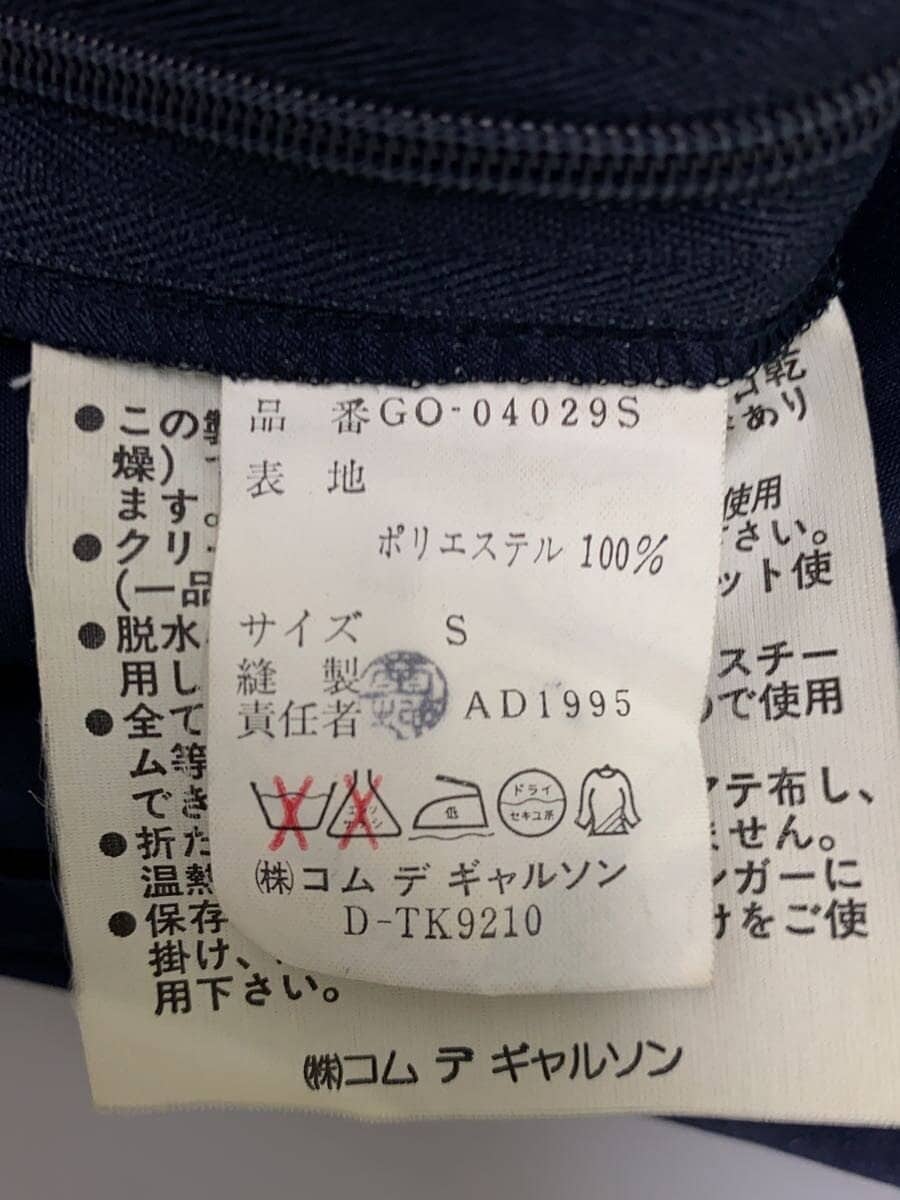 品 番 GO-04029S
表 地
ポリエステル 100%
サイズ S
縫 製
責任者 AD1995
低
ドライ
セキユ系
(株)コム デ ギャルソン
D-TK9210
●この
燥)
ます。
●クリ
(一品
●脱水
用し
●全て
ム等
でき
●折た
温熱
●保存
掛け、
用下さい。
乾
あり
使用
さい。
ット使
スチー
で使用
アテ布し、
ません。
ンガーに
けをご使
(株)コム デ ギャルソン